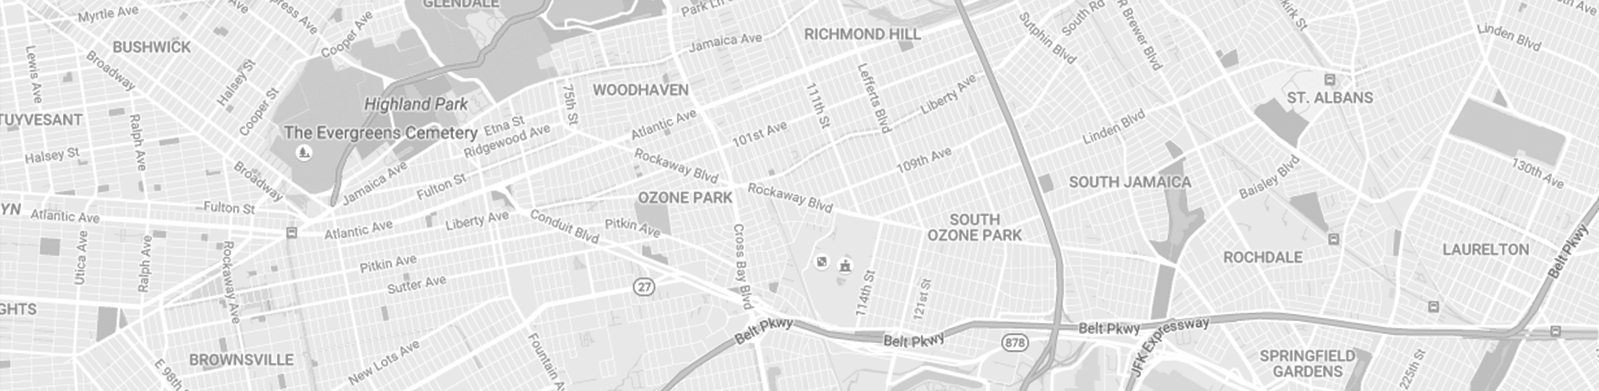 GLENDALE
Myrtle Ave
Cooper Ave
Park Ln
BUSHWICK
Jamaica Ave
RICHMOND HILL
Sutphin Blvd
South Rd
Brewer Blvd
Linden Blvd
Lewis Ave
Broadway
Halsey St
Cooper St
Highland Park
75th St
WOODHAVEN
111th St
Lefferts Blvd
Liberty Ave
ST. ALBANS
TUYVESANT
Ralph Ave
The Evergreens Cemetery
Etna St
Ridgewood Ave
Atlantic Ave
101st Ave
Linden Blvd
Halsey St
Broadway
Jamaica Ave
Fulton St
Rockaway Blvd
109th Ave
SOUTH JAMAICA
Baisley Blvd
130th Ave
YN
Atlantic Ave
Fulton St
Atlantic Ave
Liberty Ave
Conduit Blvd
Pitkin Ave
OZONE PARK
Rockaway Blvd
SOUTH
OZONE PARK
ROCHDALE
LAURELTON
Belt Pkwy
Utica Ave
Ralph Ave
Rockaway Ave
Pitkin Ave
Sutter Ave
27
Cross Bay Blvd
114th St
121st St
GHTS
BROWNSVILLE
E 98th
New Lots Ave
Fountain
Belt Pkwy
Belt Pkwy
878
Belt Pkwy
JFK Expressway
SPRINGFIELD
GARDENS
225th St